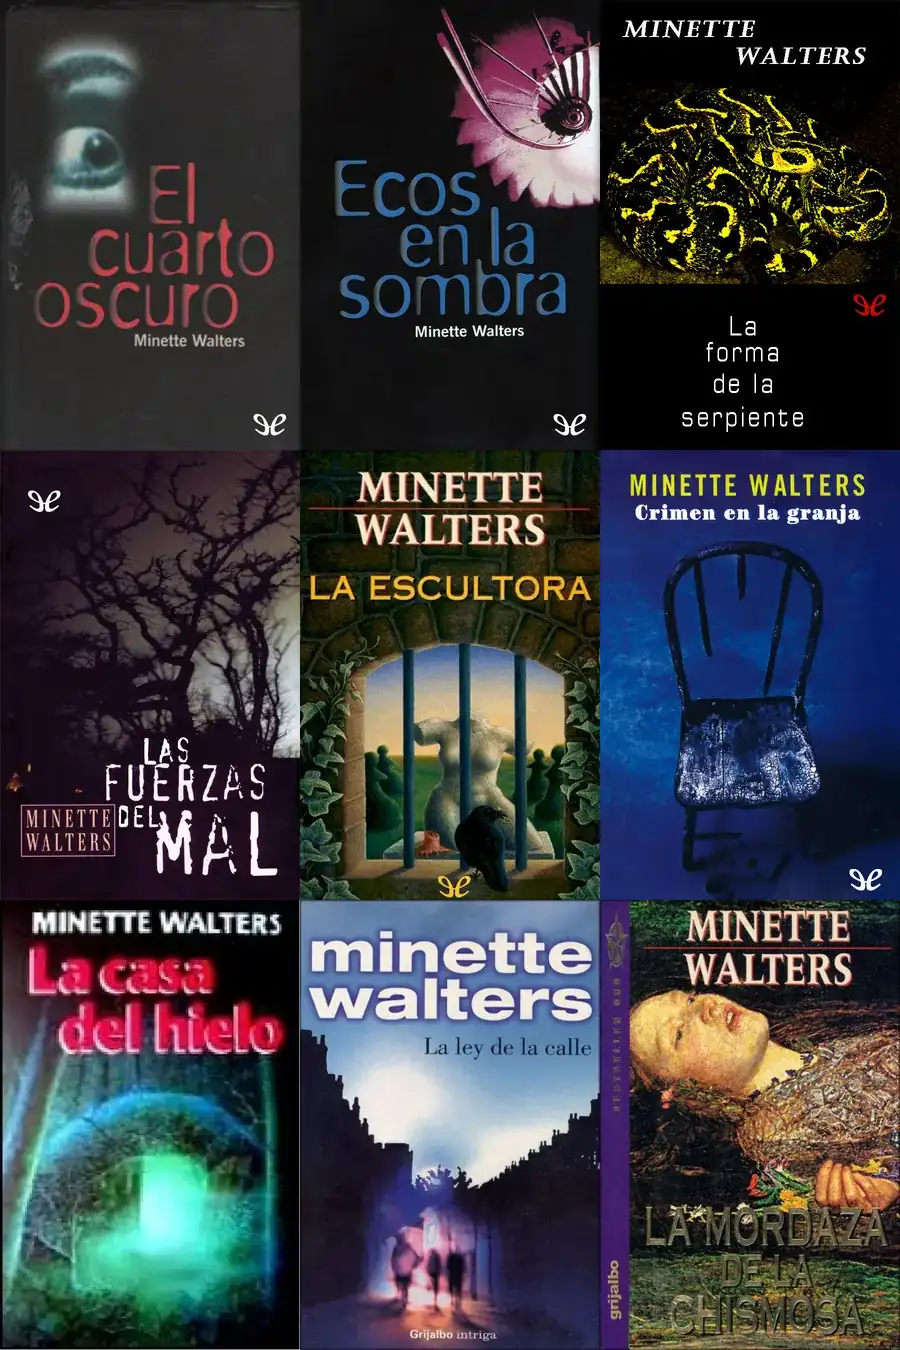 El
cuarto
oscuro
Minette Walters
Ecos
en la
sombra
Minette Walters
MINETTE
WALTERS
La
forma
de la
serpiente
LAS
FUERZAS
DEL
MAL
MINETTE
WALTERS
MINETTE
WALTERS
LA ESCULTORA
MINETTE WALTERS
Crimen en la granja
MINETTE WALTERS
La casa
del hielo
minette
walters
La ley de la calle
Grijalbo intriga
MINETTE
WALTERS
LA MORDAZA
DE LA
CHISMOSA
grijalbo